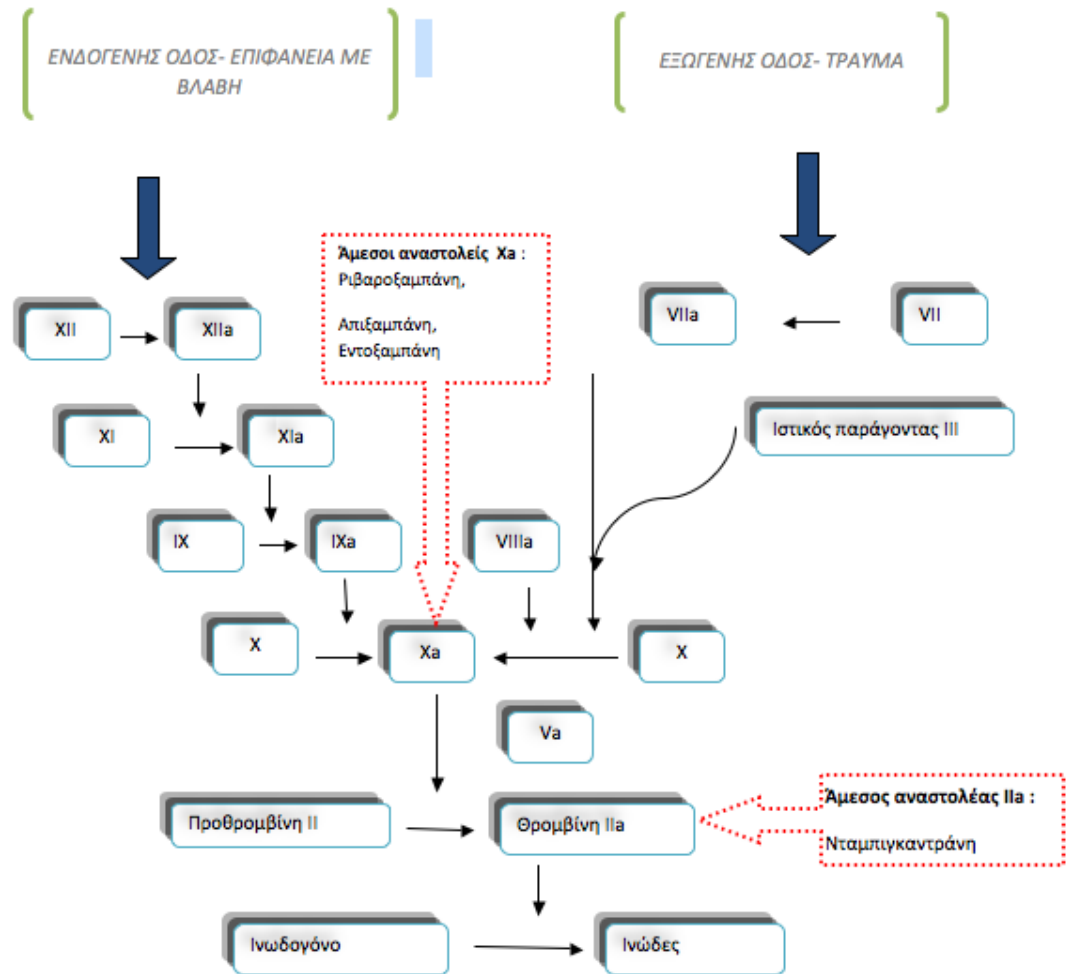 ΕΝΔΟΓΕΝΗΣ ΟΔΟΣ- ΕΠΙΦΑΝΕΙΑ ΜΕ
ΒΛΑΒΗ
ΕΞΩΓΕΝΗΣ ΟΔΟΣ- ΤΡΑΥΜΑ
Άμεσοι αναστολείς Xa :
Ριβαροξαμπάνη,
Απιξαμπάνη,
Εντοξαμπάνη
XII
XIIa
VIIa
VII
XI
XIa
Ιστικός παράγοντας III
IX
IXa
VIIIa
X
Xa
X
Va
Άμεσος αναστολέας IIa :
Νταμπιγκαντράνη
Προθρομβίνη II
Θρομβίνη IIa
Ινωδογόνο
Ινώδες